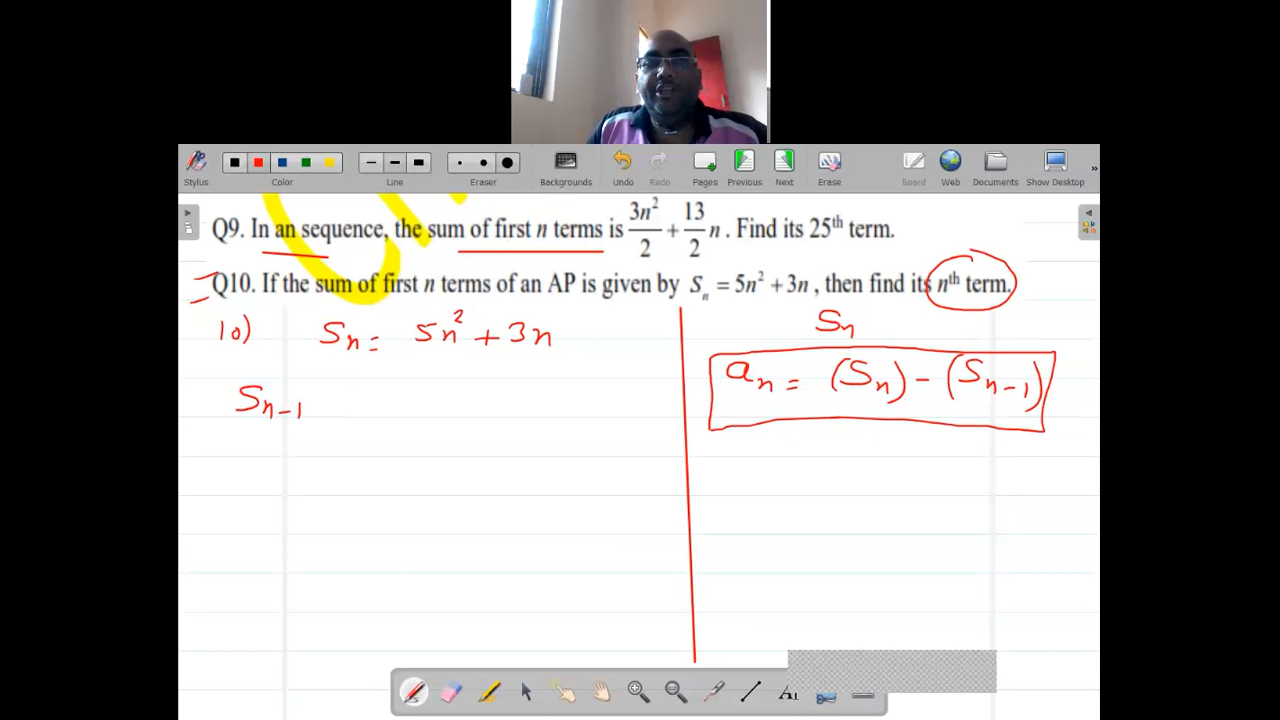 Stylus
Color
Line
Eraser
Backgrounds
Undo
Redo
Pages
Previous
Next
Erase
Board
Web
Documents
Show Desktop
»
Q9. In an sequence, the sum of first n terms is 3n²/2 + 13/2 n. Find its 25th term.
Q10. If the sum of first n terms of an AP is given by Sₙ = 5n² + 3n, then find its nth term.
10) Sₙ = 5n² + 3n
Sₙ₋₁
Sₙ
aₙ = (Sₙ) - (Sₙ₋₁)